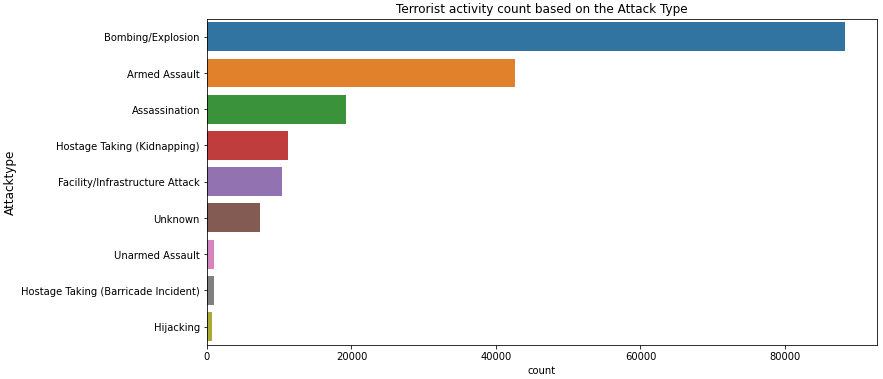 Terrorist activity count based on the Attack Type
Attacktype
Bombing/Explosion
Armed Assault
Assassination
Hostage Taking (Kidnapping)
Facility/Infrastructure Attack
Unknown
Unarmed Assault
Hostage Taking (Barricade Incident)
Hijacking
0 20000 40000 60000 80000
count